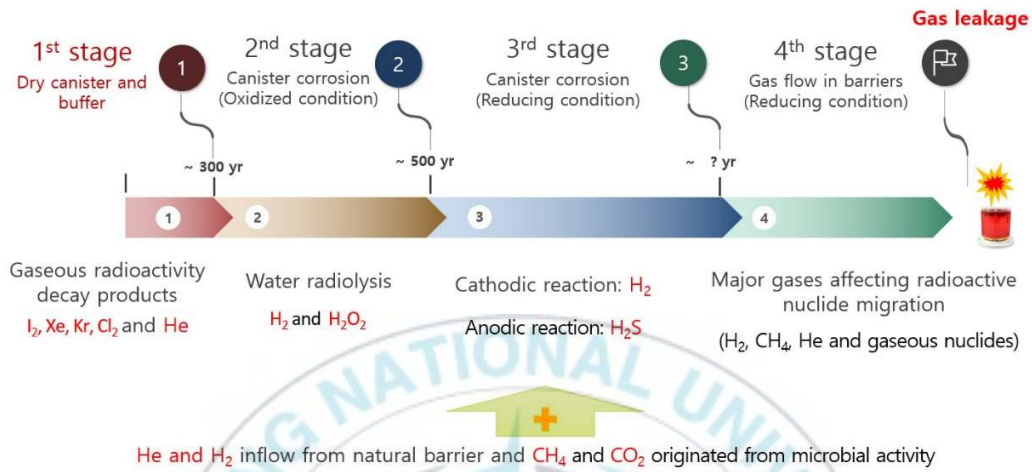 Gas leakage
1st stage
Dry canister and
buffer
1
2nd stage
Canister corrosion
(Oxidized condition)
2
3rd stage
Canister corrosion
(Reducing condition)
3
4th stage
Gas flow in barriers
(Reducing condition)
~ 300 yr
~ 500 yr
~ ? yr
1
2
3
4
Gaseous radioactivity
decay products
I₂, Xe, Kr, Cl₂ and He
Water radiolysis
H₂ and H₂O₂
Cathodic reaction: H₂
Anodic reaction: H₂S
Major gases affecting radioactive
nuclide migration
(H₂, CH₄, He and gaseous nuclides)
NG NATIONAL UNIV
He and H₂ inflow from natural barrier and CH₄ and CO₂ originated from microbial activity